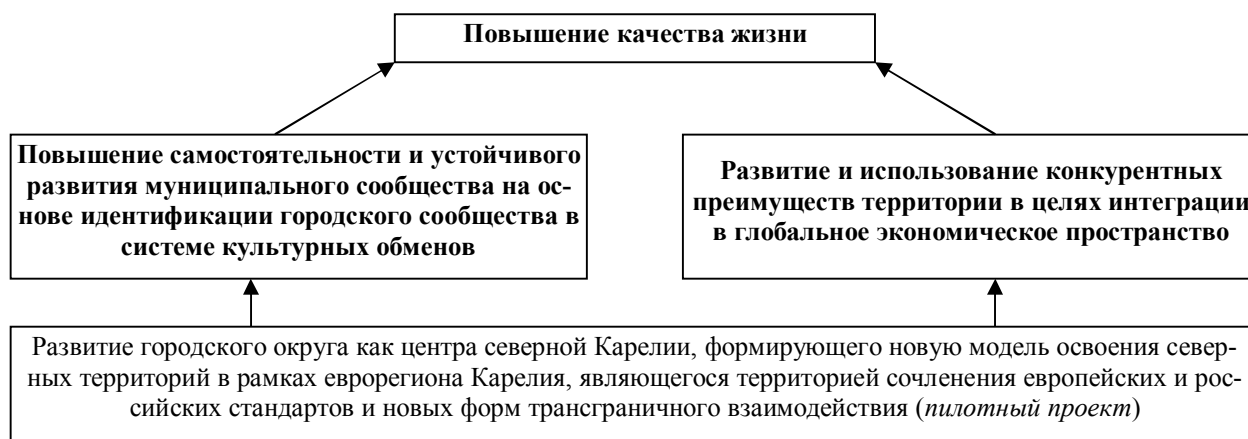 Повышение качества жизни
Повышение самостоятельности и устойчивого
развития муниципального сообщества на ос-
нове идентификации городского сообщества в
системе культурных обменов
Развитие и использование конкурентных
преимуществ территории в целях интеграции
в глобальное экономическое пространство
Развитие городского округа как центра северной Карелии, формирующего новую модель освоения север-
ных территорий в рамках еврорегиона Карелия, являющегося территорией сочленения европейских и рос-
сийских стандартов и новых форм трансграничного взаимодействия (пилотный проект)